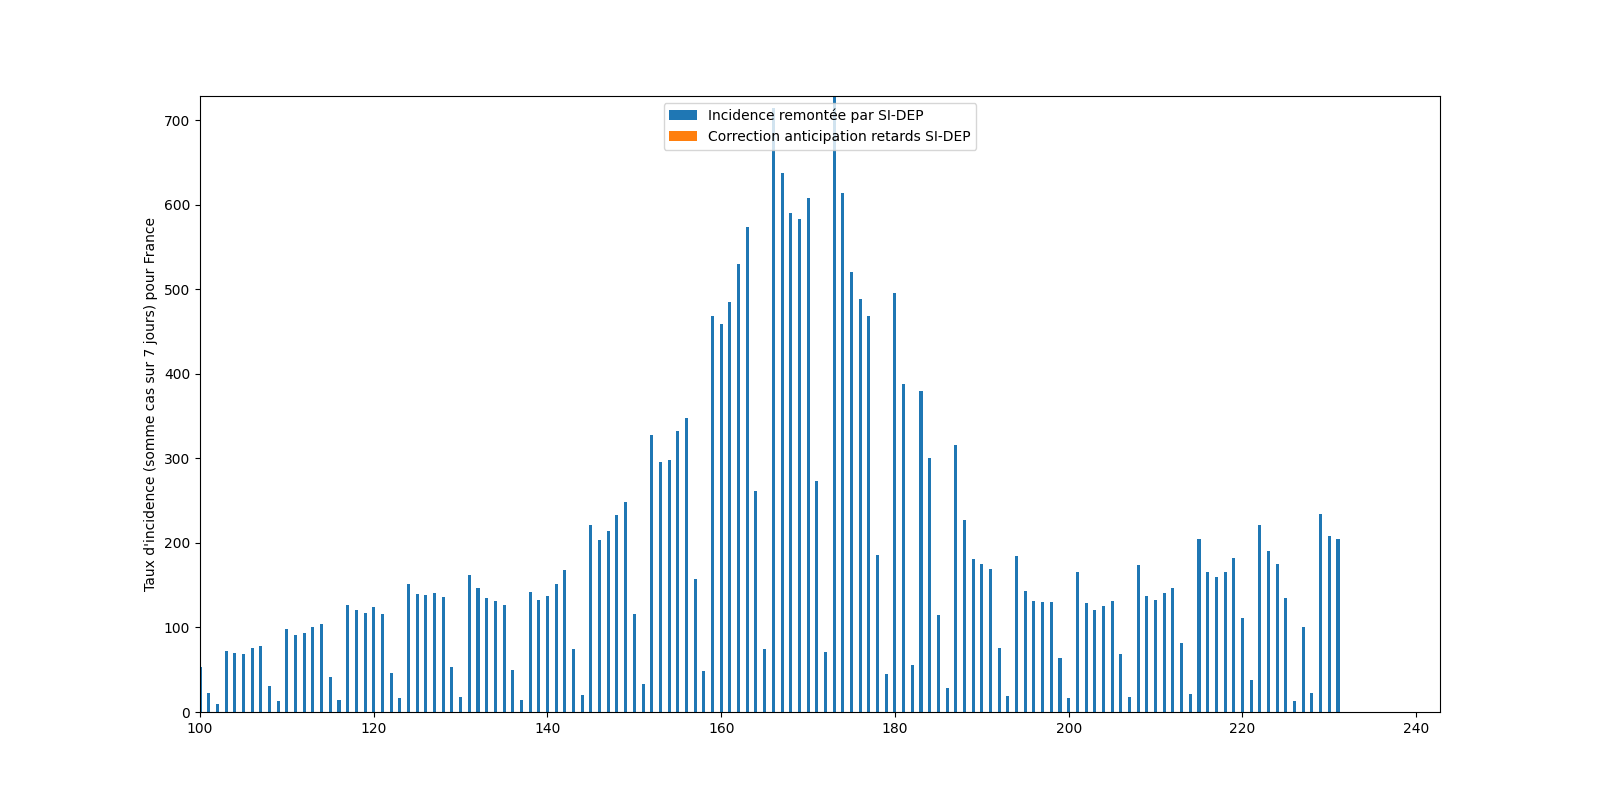 Incidence remontée par SI-DEP
Correction anticipation retards SI-DEP
Taux d'incidence (somme cas sur 7 jours) pour France
700
600
500
400
300
200
100
0
100 120 140 160 180 200 220 240